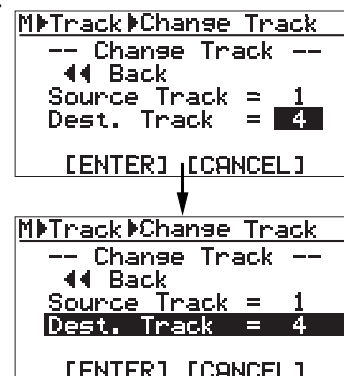 M▶Track▶Change Track
-- Change Track --
◀◀ Back
Source Track = 1
Dest. Track = 4
[ENTER] [CANCEL]
M▶Track▶Change Track
-- Change Track --
◀◀ Back
Source Track = 1
Dest. Track = 4
[ENTER] [CANCEL]